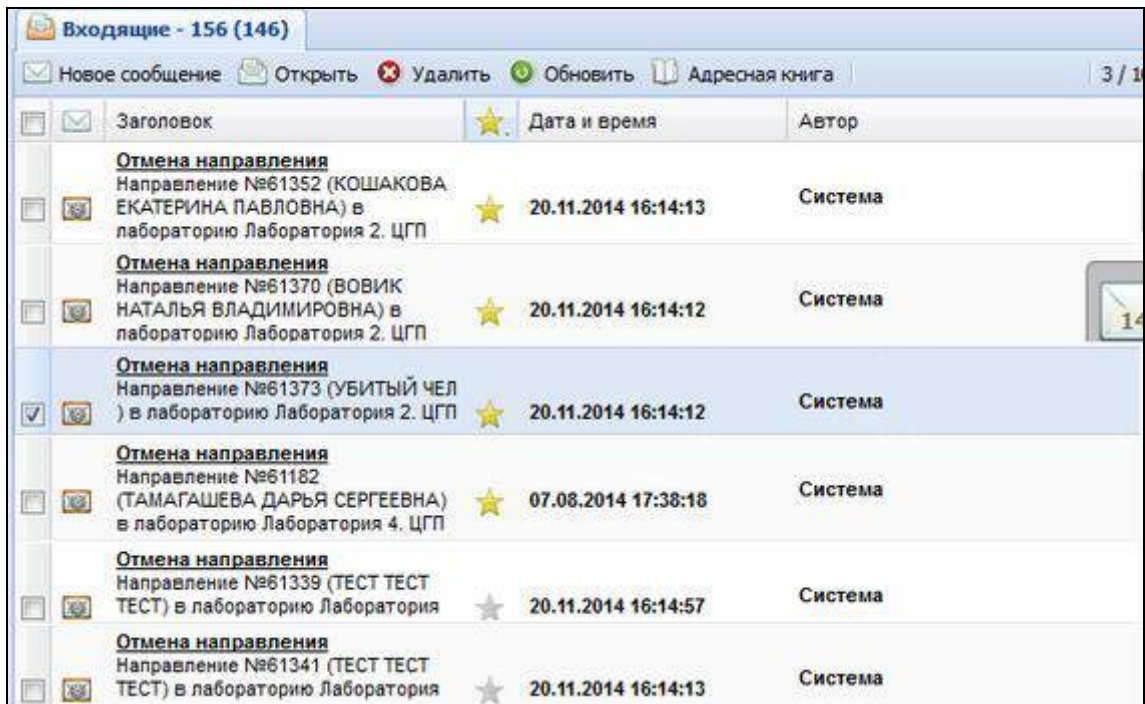 Входящие - 156 (146)
Новое сообщение Открыть Удалить Обновить Адресная книга 3 /
Заголовок Дата и время Автор
Отмена направления
Направление №61352 (КОШАКОВА
ЕКАТЕРИНА ПАВЛОВНА) в
лабораторию Лаборатория 2. ЦГП
20.11.2014 16:14:13
Система
Отмена направления
Направление №61370 (ВОВИК
НАТАЛЬЯ ВЛАДИМИРОВНА) в
лабораторию Лаборатория 2. ЦГП
20.11.2014 16:14:12
Система
14
Отмена направления
Направление №61373 (УБИТЫЙ ЧЕЛ
) в лабораторию Лаборатория 2. ЦГП
20.11.2014 16:14:12
Система
Отмена направления
Направление №61182
(ТАМАГАШЕВА ДАРЬЯ СЕРГЕЕВНА)
в лабораторию Лаборатория 4. ЦГП
07.08.2014 17:38:18
Система
Отмена направления
Направление №61339 (ТЕСТ ТЕСТ
ТЕСТ) в лабораторию Лаборатория
20.11.2014 16:14:57
Система
Отмена направления
Направление №61341 (ТЕСТ ТЕСТ
ТЕСТ) в лабораторию Лаборатория
20.11.2014 16:14:13
Система